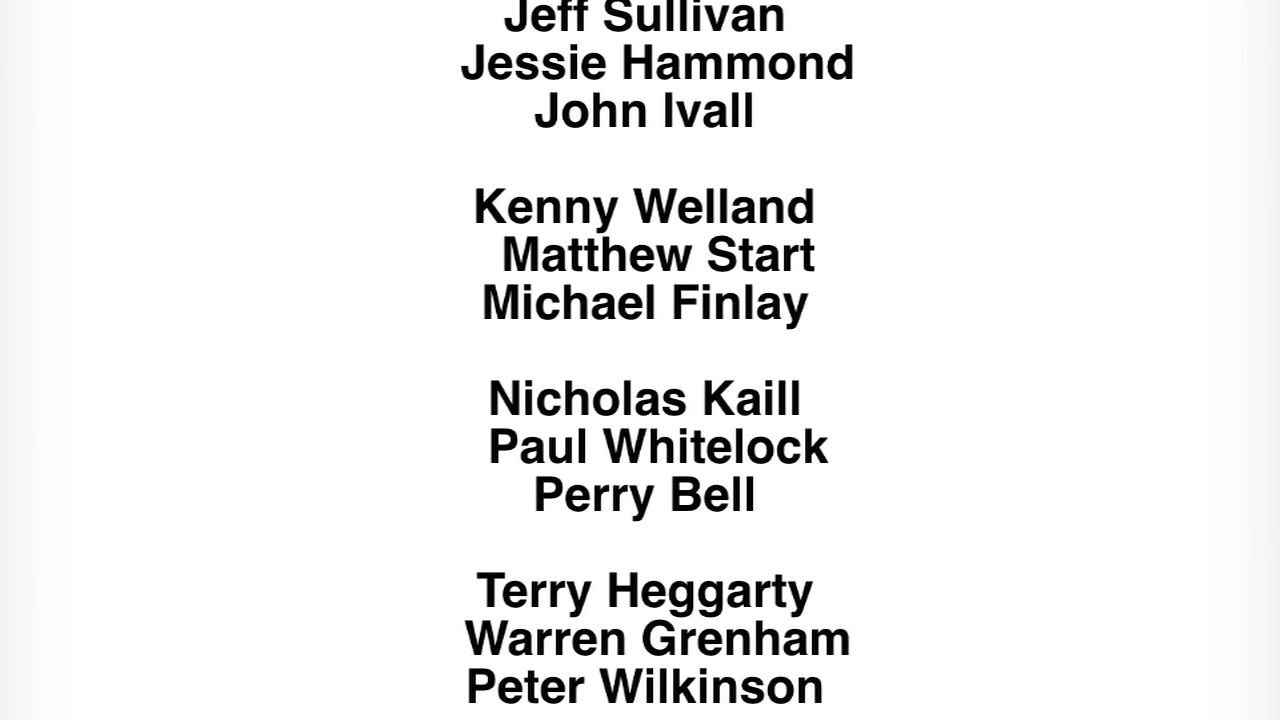 Jeff Sullivan
Jessie Hammond
John Ivall
Kenny Welland
Matthew Start
Michael Finlay
Nicholas Kaill
Paul Whitelock
Perry Bell
Terry Heggarty
Warren Grenham
Peter Wilkinson